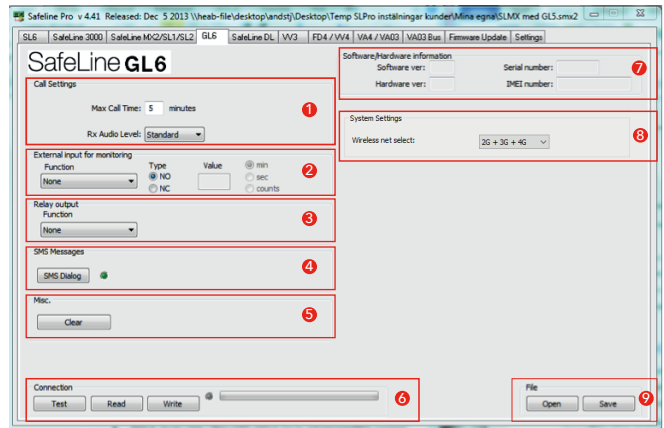 Safeline Pro v 4.41 Released: Dec 5 2013 \\heab-file\desktop\andstj\Desktop\Temp SLPro inställningar kunder\Mina egna\SLMX med GL5.smx2
SL6 SafeLine 3000 SafeLine MX2/SL1/SL2 GL6 SafeLine DL VV3 FD4 / VV4 VA4 / VA03 VA03 Bus Firmware Update Settings
SafeLine GL6
Call Settings
Max Call Time: 5 minutes
Rx Audio Level: Standard
1
External input for monitoring
Function Type Value min
None NO sec
NC counts
2
Relay output
Function
None
3
SMS Messages
SMS Dialog
4
Misc.
Clear
5
Connection
Test Read Write
6
Software/Hardware information
Software ver: Serial number:
Hardware ver: IMEI number:
7
System Settings
Wireless net select: 2G + 3G + 4G
8
File
Open Save
9